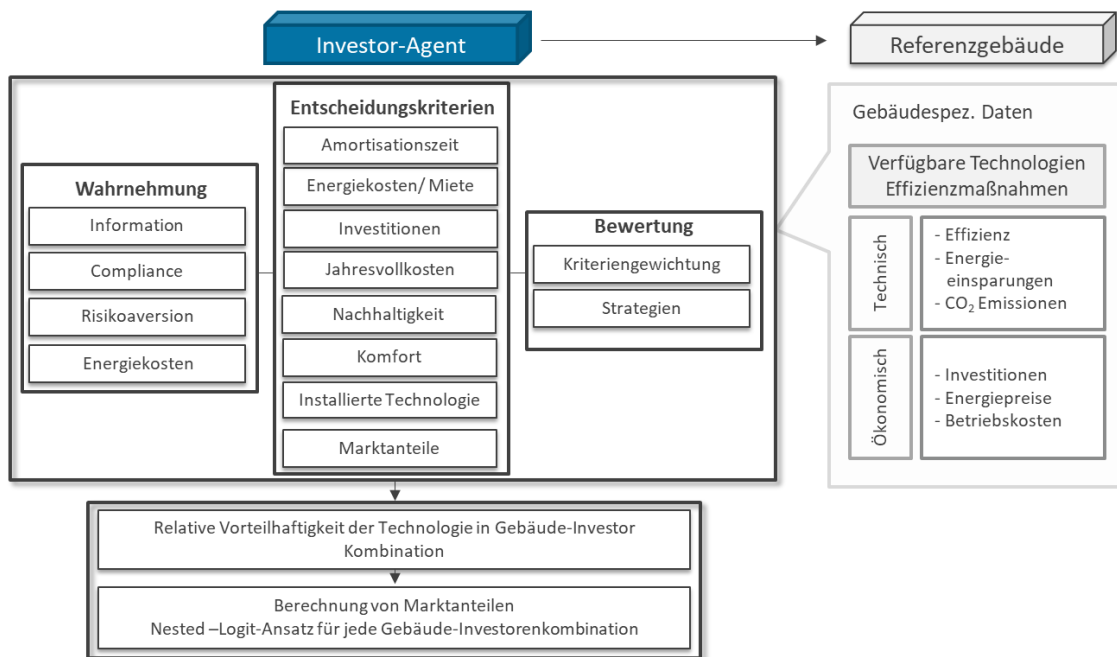 Investor-Agent
Referenzgebäude
Wahrnehmung
Information
Compliance
Risikoaversion
Energiekosten
Entscheidungskriterien
Amortisationszeit
Energiekosten/ Miete
Investitionen
Jahresvollkosten
Nachhaltigkeit
Komfort
Installierte Technologie
Marktanteile
Bewertung
Kriteriengewichtung
Strategien
Gebäudespez. Daten
Verfügbare Technologien
Effizienzmaßnahmen
Technisch
- Effizienz
- Energie-
einsparungen
- CO₂ Emissionen
Ökonomisch
- Investitionen
- Energiepreise
- Betriebskosten
Relative Vorteilhaftigkeit der Technologie in Gebäude-Investor
Kombination
Berechnung von Marktanteilen
Nested –Logit-Ansatz für jede Gebäude-Investorenkombination